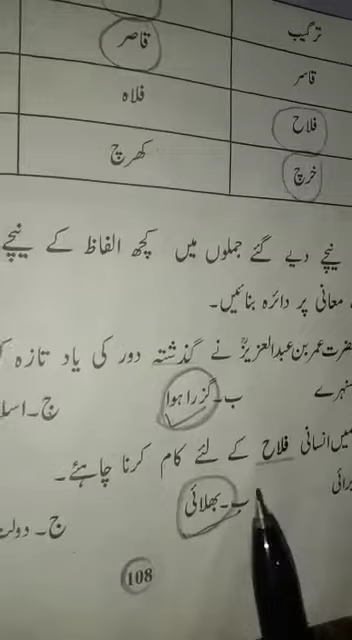 ترکیب
قاسر قاصر
فلاح فلاہ
خرچ کھرچ
نیچے دیے گئے جملوں میں کچھ الفاظ کے نیچے
معانی پر دائرہ بنائیں۔
حضرت عمر بن عبدالعزیزؒ نے گذشتہ دور کی یاد تازہ
سنہرے ب۔ گزرا ہوا ج۔
ہمیں انسانی فلاح کے لئے کام کرنا چاہئے۔
برائی ب۔ بھلائی ج۔ دولت
108